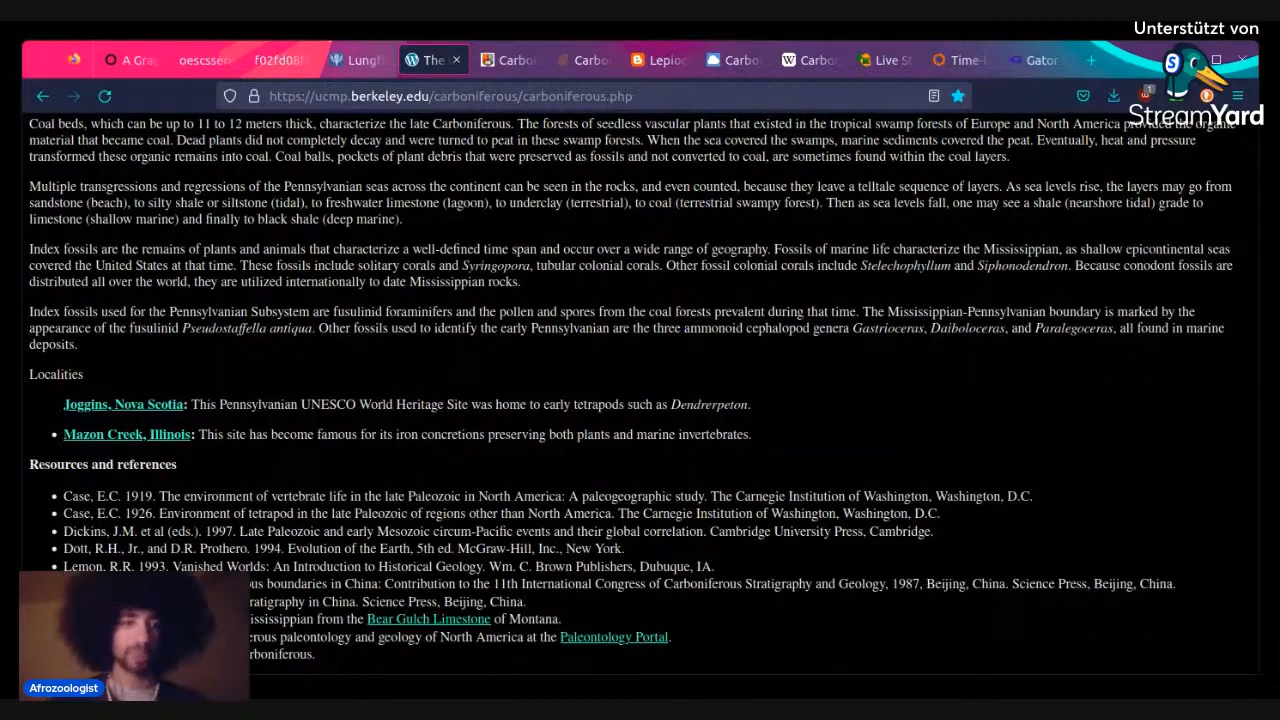 Unterstützt von
A Gra
oescsser
f02fd08f
Lungfi
The
Carbo
Carbo
Lepido
Carbo
Carbo
Live St
Time-L
Gator
https://ucmp.berkeley.edu/carboniferous/carboniferous.php
1
StreamYard
Coal beds, which can be up to 11 to 12 meters thick, characterize the late Carboniferous. The forests of seedless vascular plants that existed in the tropical swamp forests of Europe and North America provided the organic
material that became coal. Dead plants did not completely decay and were turned to peat in these swamp forests. When the sea covered the swamps, marine sediments covered the peat. Eventually, heat and pressure
transformed these organic remains into coal. Coal balls, pockets of plant debris that were preserved as fossils and not converted to coal, are sometimes found within the coal layers.
Multiple transgressions and regressions of the Pennsylvanian seas across the continent can be seen in the rocks, and even counted, because they leave a telltale sequence of layers. As sea levels rise, the layers may go from
sandstone (beach), to silty shale or siltstone (tidal), to freshwater limestone (lagoon), to underclay (terrestrial), to coal (terrestrial swampy forest). Then as sea levels fall, one may see a shale (nearshore tidal) grade to
limestone (shallow marine) and finally to black shale (deep marine).
Index fossils are the remains of plants and animals that characterize a well-defined time span and occur over a wide range of geography. Fossils of marine life characterize the Mississippian, as shallow epicontinental seas
covered the United States at that time. These fossils include solitary corals and Syringopora, tubular colonial corals. Other fossil colonial corals include Stelechophyllum and Siphonodendron. Because conodont fossils are
distributed all over the world, they are utilized internationally to date Mississippian rocks.
Index fossils used for the Pennsylvanian Subsystem are fusulinid foraminifers and the pollen and spores from the coal forests prevalent during that time. The Mississippian-Pennsylvanian boundary is marked by the
appearance of the fusulinid Pseudostaffella antiqua. Other fossils used to identify the early Pennsylvanian are the three ammonoid cephalopod genera Gastrioceras, Daiboloceras, and Paralegoceras, all found in marine
deposits.
Localities
Joggins, Nova Scotia: This Pennsylvanian UNESCO World Heritage Site was home to early tetrapods such as Dendrerpeton.
• Mazon Creek, Illinois: This site has become famous for its iron concretions preserving both plants and marine invertebrates.
Resources and references
• Case, E.C. 1919. The environment of vertebrate life in the late Paleozoic in North America: A paleogeographic study. The Carnegie Institution of Washington, Washington, D.C.
• Case, E.C. 1926. Environment of tetrapod in the late Paleozoic of regions other than North America. The Carnegie Institution of Washington, Washington, D.C.
• Dickins, J.M. et al (eds.). 1997. Late Paleozoic and early Mesozoic circum-Pacific events and their global correlation. Cambridge University Press, Cambridge.
• Dott, R.H., Jr., and D.R. Prothero. 1994. Evolution of the Earth, 5th ed. McGraw-Hill, Inc., New York.
• Lemon, R.R. 1993. Vanished Worlds: An Introduction to Historical Geology. Wm. C. Brown Publishers, Dubuque, IA.
ous boundaries in China: Contribution to the 11th International Congress of Carboniferous Stratigraphy and Geology, 1987, Beijing, China. Science Press, Beijing, China.
ratigraphy in China. Science Press, Beijing, China.
ississippian from the Bear Gulch Limestone of Montana.
erous paleontology and geology of North America at the Paleontology Portal.
rboniferous.
Afrozoologist